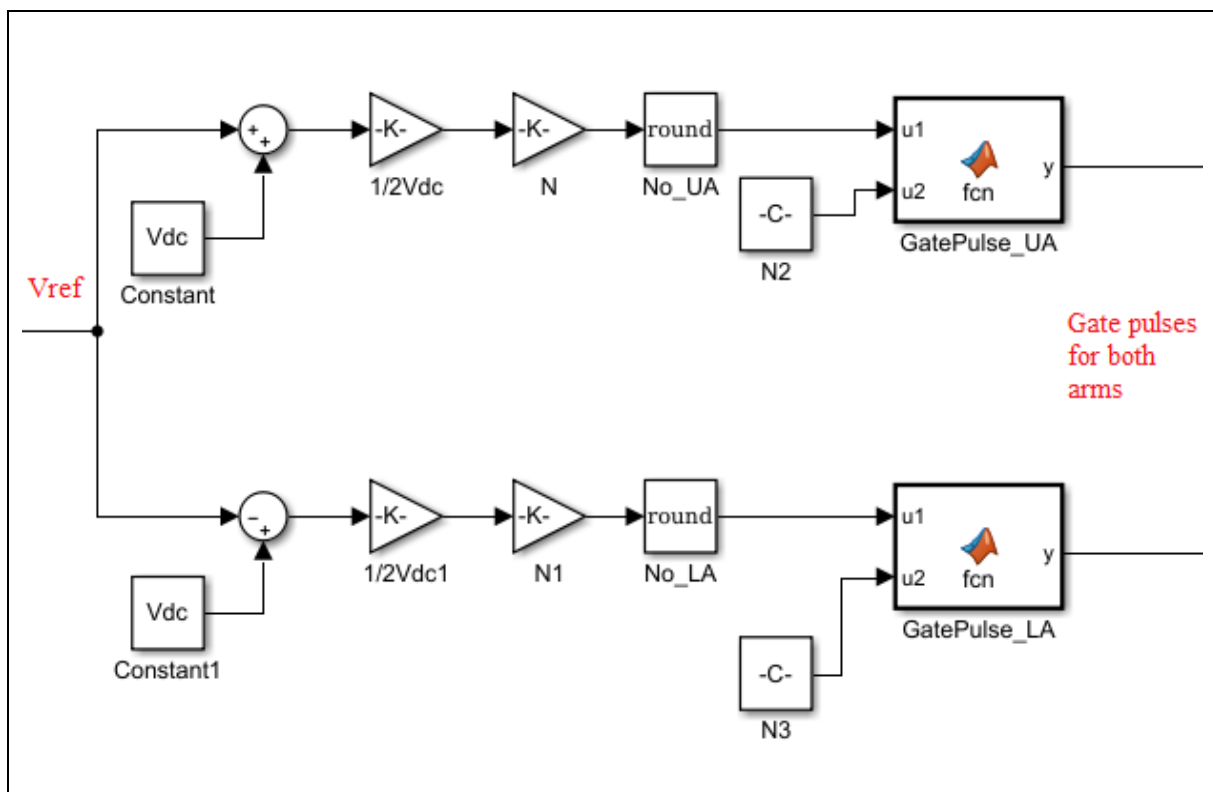 +
+
-K-
1/2Vdc
-K-
N
round
No_UA
u1
u2
fcn
y
GatePulse_UA
-C-
N2
Vdc
Constant
Vref
Gate pulses
for both
arms
−
+
-K-
1/2Vdc1
-K-
N1
round
No_LA
u1
u2
fcn
y
GatePulse_LA
Vdc
Constant1
-C-
N3